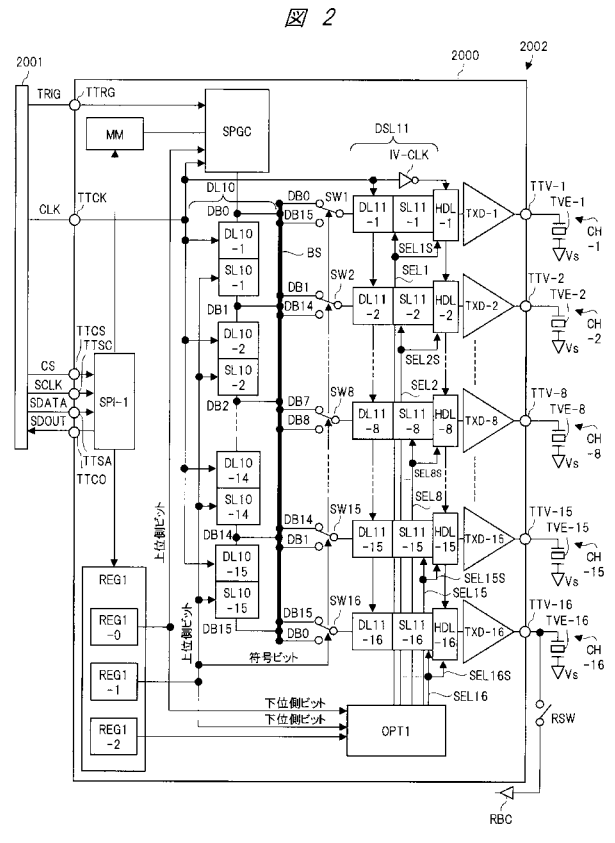 図 2
2001
2000
2002
TRIG
TTRG
SPGC
MM
CLK
TTCK
DSL11
IV-CLK
DL10
DB0
DB0
DB15
SW1
DL11
-1
SL11
-1
HDL
-1
TXD-1
TTV-1
TVE-1
CH
-1
Vs
DL10
-1
SL10
-1
BS
SEL1S
SEL1
DB1
DB1
DB14
SW2
DL11
-2
SL11
-2
HDL
-2
TXD-2
TTV-2
TVE-2
CH
-2
Vs
DL10
-2
SL10
-2
SEL2S
SEL2
TTCS
TTSC
CS
SCLK
SDATA
SDOUT
SPI-1
TTSA
TTCO
DB2
DB7
DB8
SW8
DL11
-8
SL11
-8
HDL
-8
TXD-8
TTV-8
TVE-8
CH
-8
Vs
SEL8S
SEL8
DL10
-14
SL10
-14
DB14
DB14
DB1
SW15
DL11
-15
SL11
-15
HDL
-15
TXD-15
TTV-15
TVE-15
CH
-15
Vs
DL10
-15
SL10
-15
SEL15S
SEL15
DB15
DB15
DB0
SW16
DL11
-16
SL11
-16
HDL
-16
TXD-16
TTV-16
TVE-16
CH
-16
Vs
SEL16S
SEL16
上位側ビット
上位側ビット
符号ビット
REG1
REG1
-0
REG1
-1
REG1
-2
下位側ビット
下位側ビット
OPT1
RSW
RBC